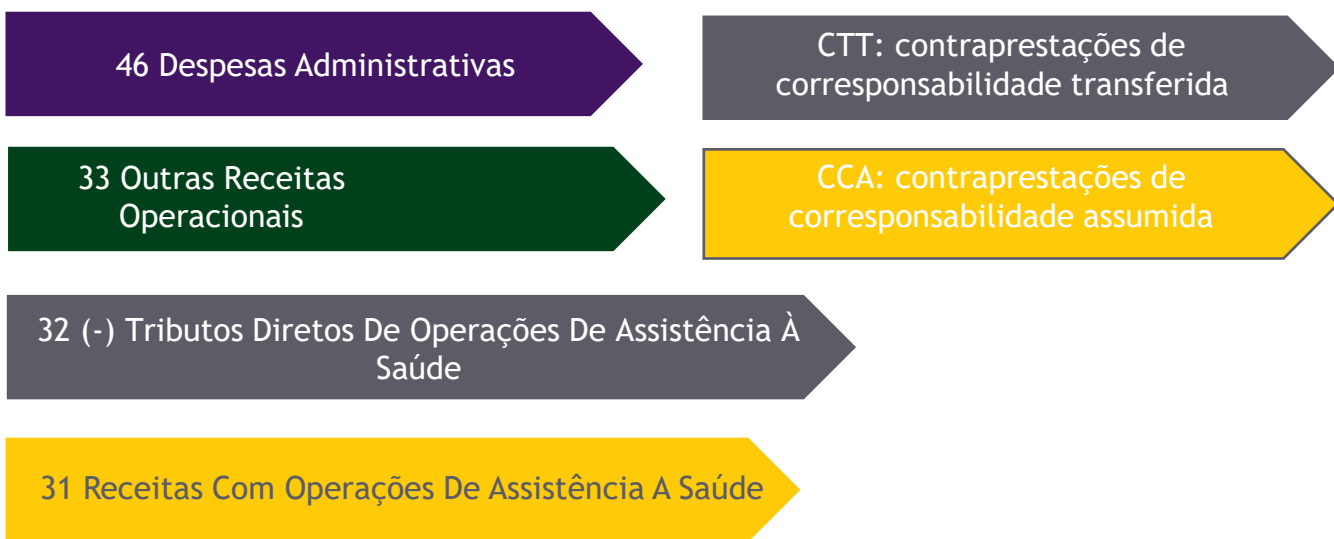 46 Despesas Administrativas
CTT: contraprestações de
corresponsabilidade transferida
33 Outras Receitas
Operacionais
CCA: contraprestações de
corresponsabilidade assumida
32 (-) Tributos Diretos De Operações De Assistência À
Saúde
31 Receitas Com Operações De Assistência A Saúde